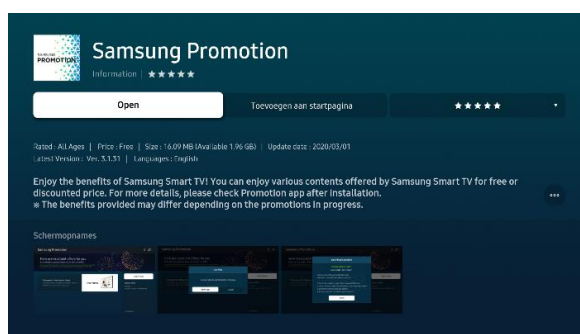 SAMSUNG
PROMOTION
Samsung Promotion
Information | ★★★★★
Open
Toevoegen aan startpagina
★★★★★
Rated : All Ages | Price : Free | Size : 16.09 MB (Available 1.96 GB) | Update date : 2020/03/01
Latest Version : Ver. 3.1.31 | Languages : English
Enjoy the benefits of Samsung Smart TV! You can enjoy various contents offered by Samsung Smart TV for free or
discounted price. For more details, please check Promotion app after installation.
※ The benefits provided may differ depending on the promotions in progress.
Schermopnames
Samsung Promotion